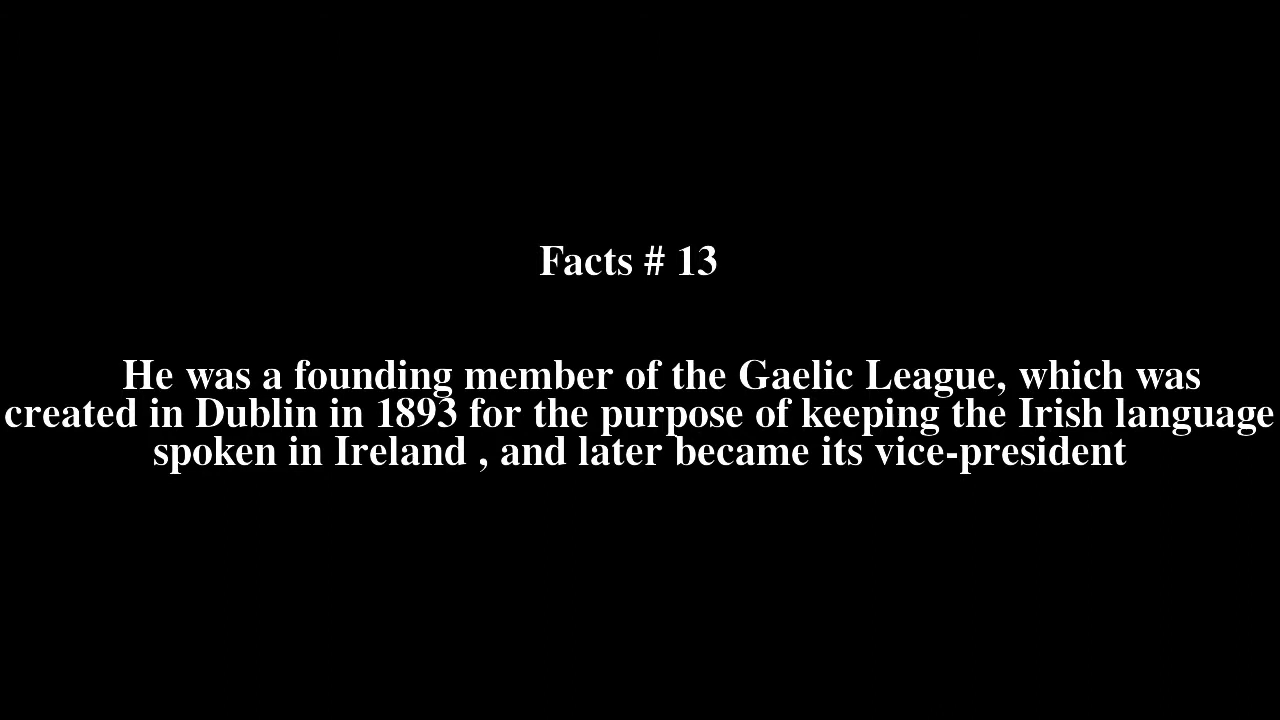 Facts # 13
He was a founding member of the Gaelic League, which was
created in Dublin in 1893 for the purpose of keeping the Irish language
spoken in Ireland , and later became its vice-president